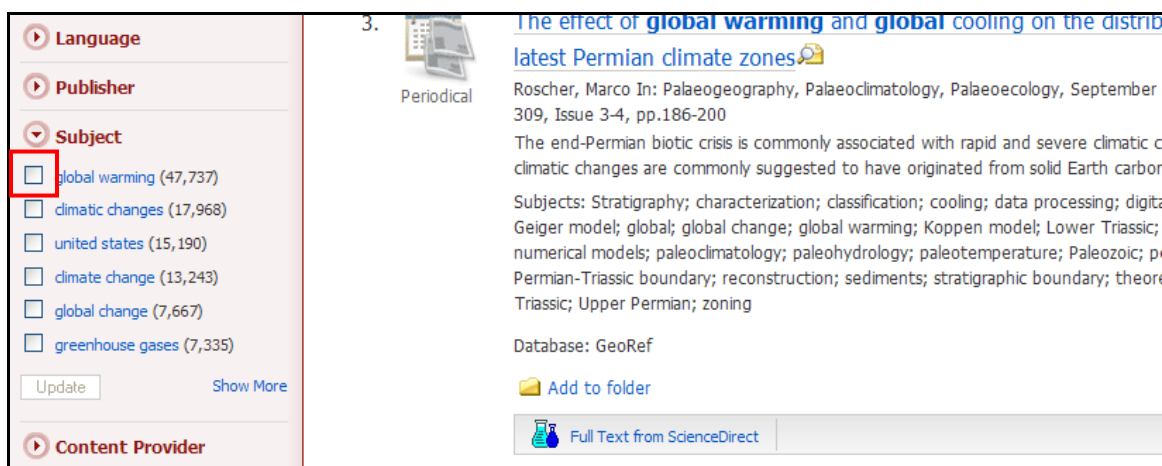 Language
Publisher
Subject
global warming (47,737)
climatic changes (17,968)
united states (15,190)
climate change (13,243)
global change (7,667)
greenhouse gases (7,335)
Update Show More
Content Provider
3.
Periodical
The effect of global warming and global cooling on the distrib
latest Permian climate zones
Roscher, Marco In: Palaeogeography, Palaeoclimatology, Palaeoecology, September
309, Issue 3-4, pp.186-200
The end-Permian biotic crisis is commonly associated with rapid and severe climatic c
climatic changes are commonly suggested to have originated from solid Earth carbor
Subjects: Stratigraphy; characterization; classification; cooling; data processing; digita
Geiger model; global; global change; global warming; Koppen model; Lower Triassic;
numerical models; paleoclimatology; paleohydrology; paleotemperature; Paleozoic; pe
Permian-Triassic boundary; reconstruction; sediments; stratigraphic boundary; theore
Triassic; Upper Permian; zoning
Database: GeoRef
Add to folder
Full Text from ScienceDirect